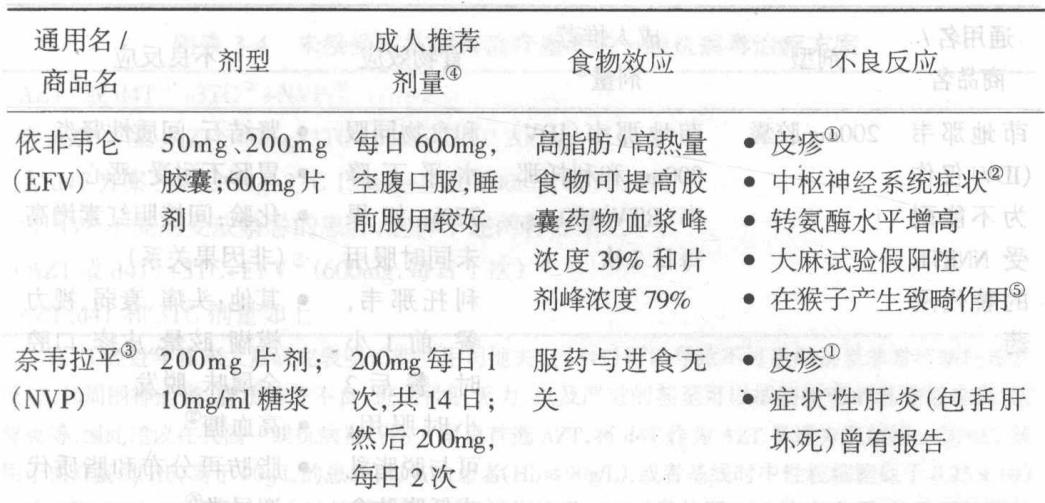 通用名/ 剂型 成人推荐 食物效应 不良反应
商品名 剂量④
依非韦仑 50mg、200mg 每日 600mg, 高脂肪/高热量 • 皮疹①
(EFV) 胶囊;600mg 片 空腹口服,睡 食物可提高胶 • 中枢神经系统症状②
剂 前服用较好 囊药物血浆峰 • 转氨酶水平增高
浓度 39% 和片 • 大麻试验假阳性
剂峰浓度 79% • 在猴子产生致畸作用⑤
奈韦拉平③ 200mg 片剂; 200mg 每日 1 服药与进食无 • 皮疹①
(NVP) 10mg/ml 糖浆 次,共 14 日; 关 • 症状性肝炎(包括肝
然后 200mg, 坏死)曾有报告
每日 2 次